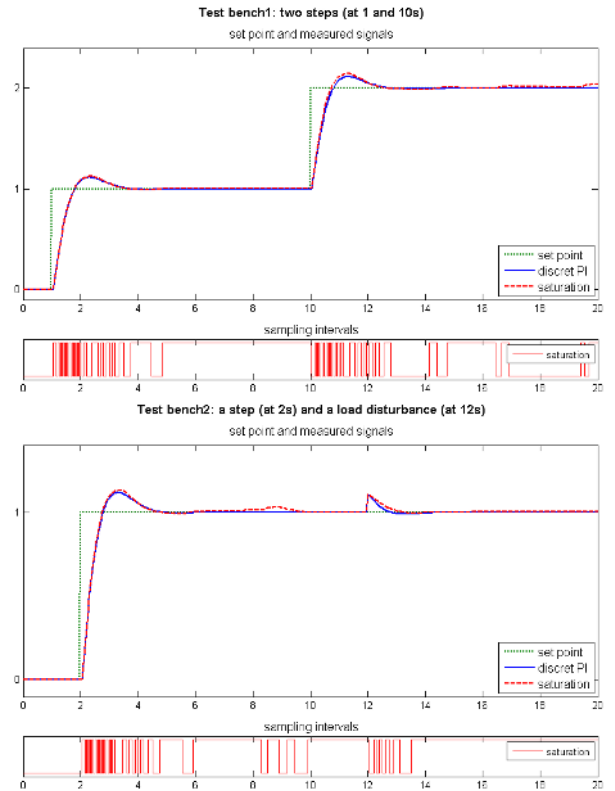 Test bench1: two steps (at 1 and 10s)
set point and measured signals
2
1
0
set point
discret PI
saturation
0 2 4 6 8 10 12 14 16 18 20
sampling intervals
saturation
0 2 4 6 8 10 12 14 16 18 20
Test bench2: a step (at 2s) and a load disturbance (at 12s)
set point and measured signals
1
0
set point
discret PI
saturation
0 2 4 6 8 10 12 14 16 18 20
sampling intervals
saturation
0 2 4 6 8 10 12 14 16 18 20